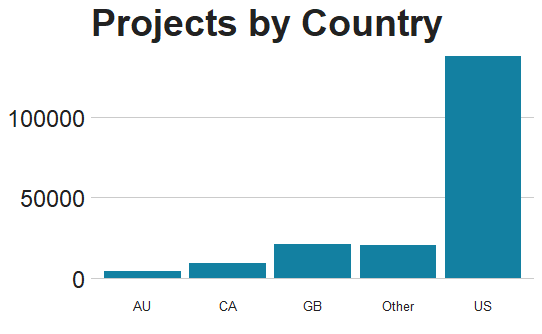 Projects by Country
100000
50000
0
AU CA GB Other US